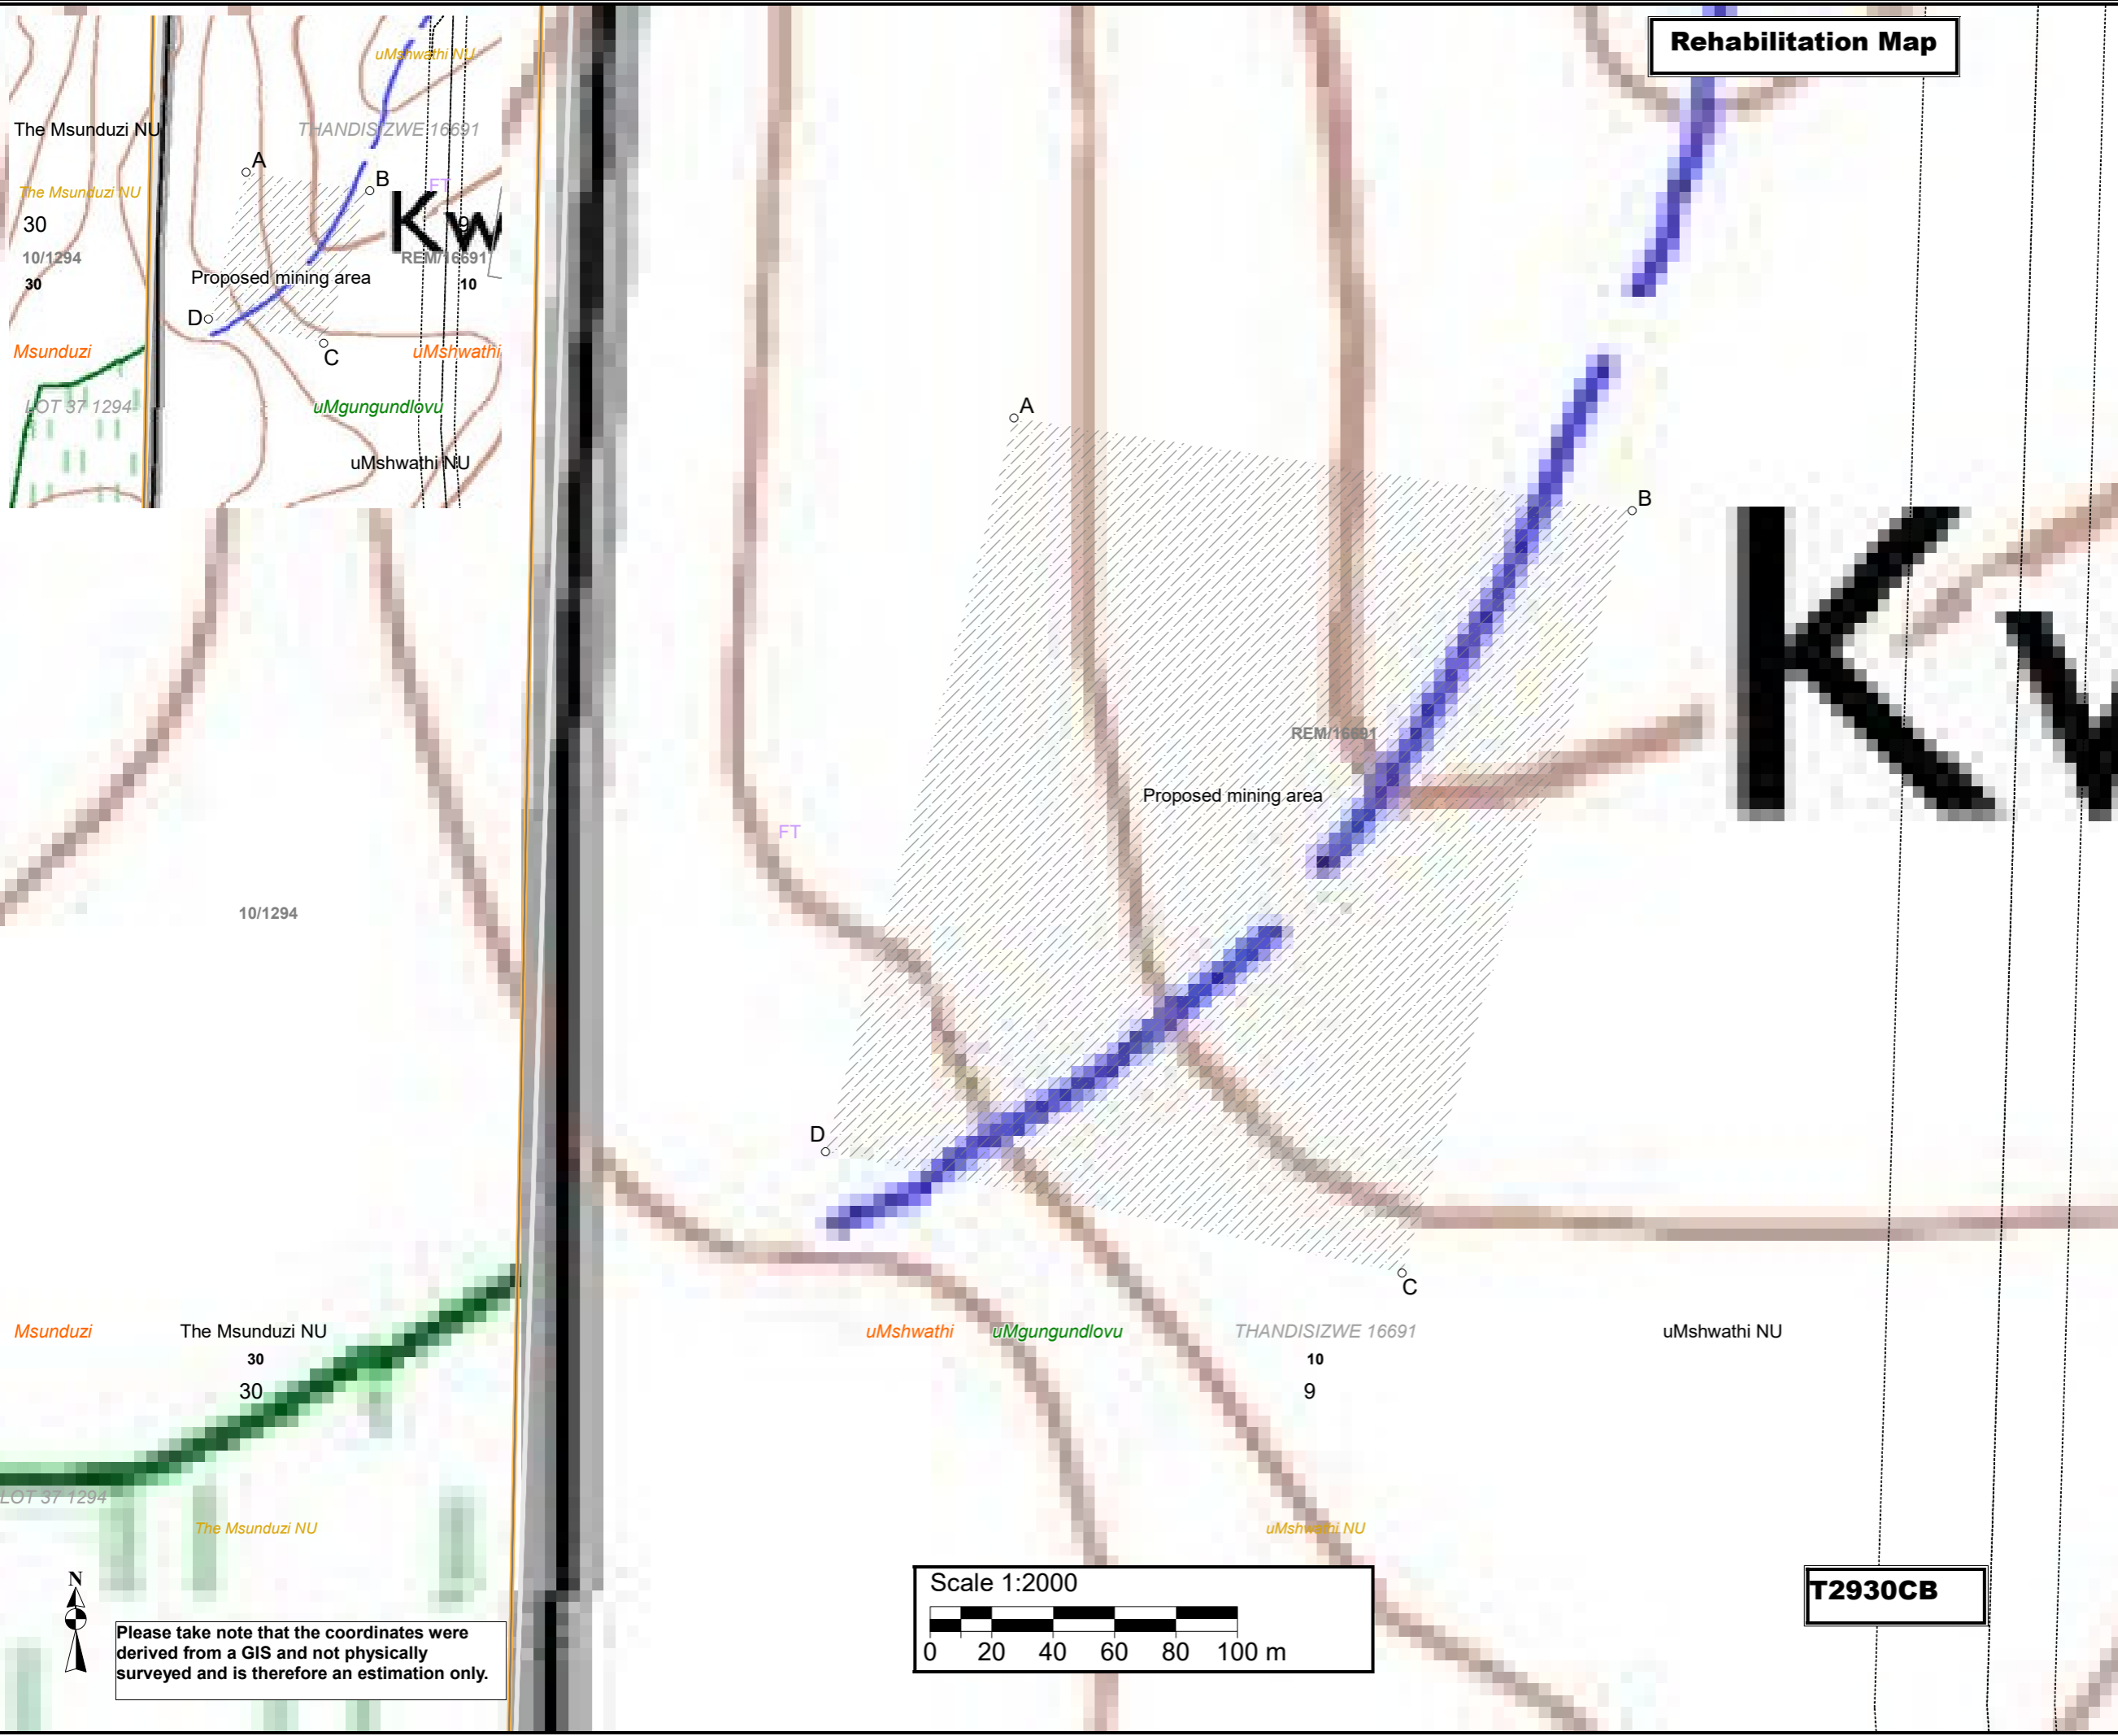 Rehabilitation Map
uMshwathi NU
The Msunduzi NU
THANDISIZWE 16691
A
B
The Msunduzi NU
FT
Kw
30
9
10/1294
REM/16691
Proposed mining area
30
10
D
C
Msunduzi
uMshwathi
LOT 37 1294
uMgungundlovu
uMshwathi NU
A
B
K
REM/16691
Proposed mining area
FT
10/1294
D
C
Msunduzi
The Msunduzi NU
uMshwathi
uMgungundlovu
THANDISIZWE 16691
uMshwathi NU
30
10
30
9
LOT 37 1294
The Msunduzi NU
uMshwathi NU
N
Scale 1:2000
0 20 40 60 80 100 m
T2930CB
Please take note that the coordinates were
derived from a GIS and not physically
surveyed and is therefore an estimation only.